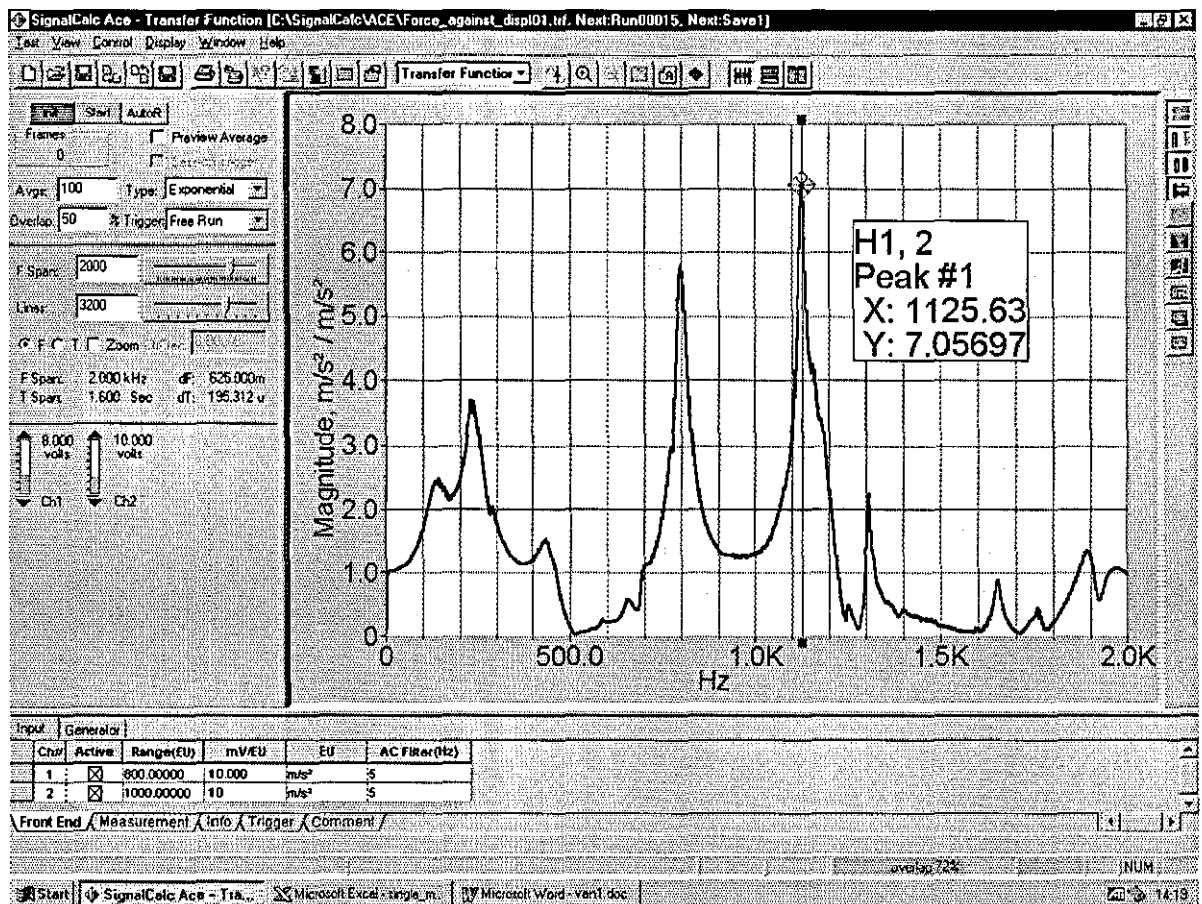 SignalCalc Ace - Transfer Function [C:\SignalCalc\ACE\Force_against_displ01.trf, Next:Run00015, Next:Save1]
Test View Control Display Window Help
Transfer Function
Init Start AutoR
Frames
0
Preview Average
Avgs: 100 Type: Exponential
Overlap: 50 % Trigger: Free Run
F Span: 2000
Lines: 3200
F T Zoom
F Span: 2.000 kHz dF: 625.000m
T Span: 1.600 Sec dT: 195.312 u
8.000 volts 10.000 volts
Ch1 Ch2
8.0
7.0
6.0
5.0
4.0
3.0
2.0
1.0
0
Magnitude, m/s² / m/s²
H1, 2
Peak #1
X: 1125.63
Y: 7.05697
0 500.0 1.0K 1.5K 2.0K
Hz
Input Generator
Ch# Active Range(EU) mV/EU EU AC Filter(Hz)
1 800.00000 10.000 m/s² 5
2 1000.00000 10 m/s² 5
Front End Measurement Info Trigger Comment
overlap 72% NUM
Start SignalCalc Ace - Tra... Microsoft Excel - single_m... Microsoft Word - ven1.doc 14:19